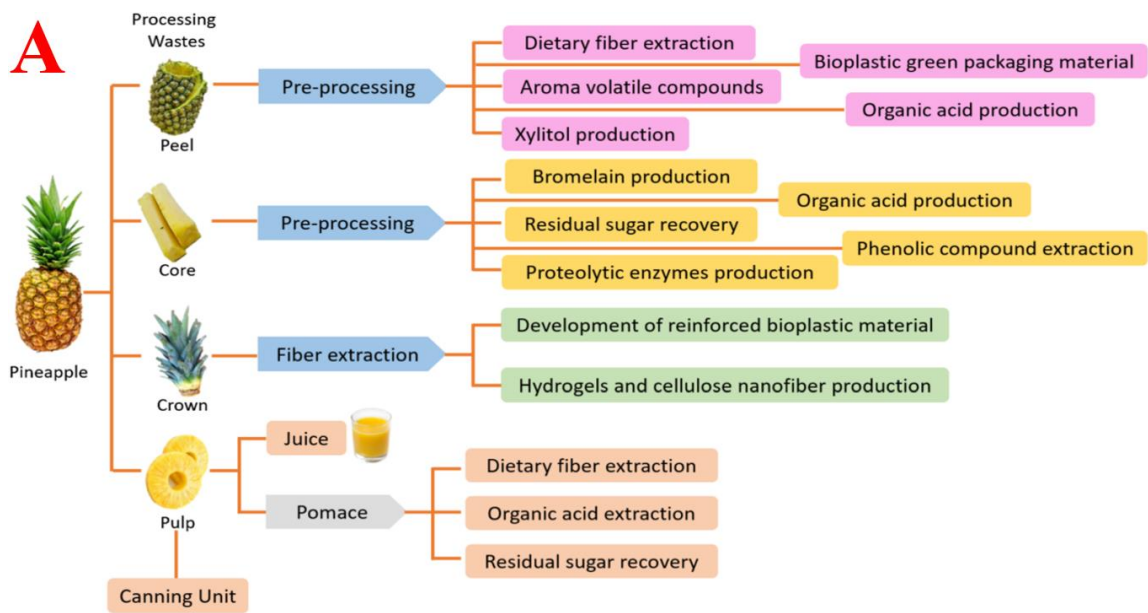 A
Processing
Wastes
Peel
Pre-processing
Dietary fiber extraction
Bioplastic green packaging material
Aroma volatile compounds
Organic acid production
Xylitol production
Core
Pre-processing
Bromelain production
Organic acid production
Residual sugar recovery
Phenolic compound extraction
Proteolytic enzymes production
Pineapple
Crown
Fiber extraction
Development of reinforced bioplastic material
Hydrogels and cellulose nanofiber production
Pulp
Juice
Pomace
Dietary fiber extraction
Organic acid extraction
Residual sugar recovery
Canning Unit